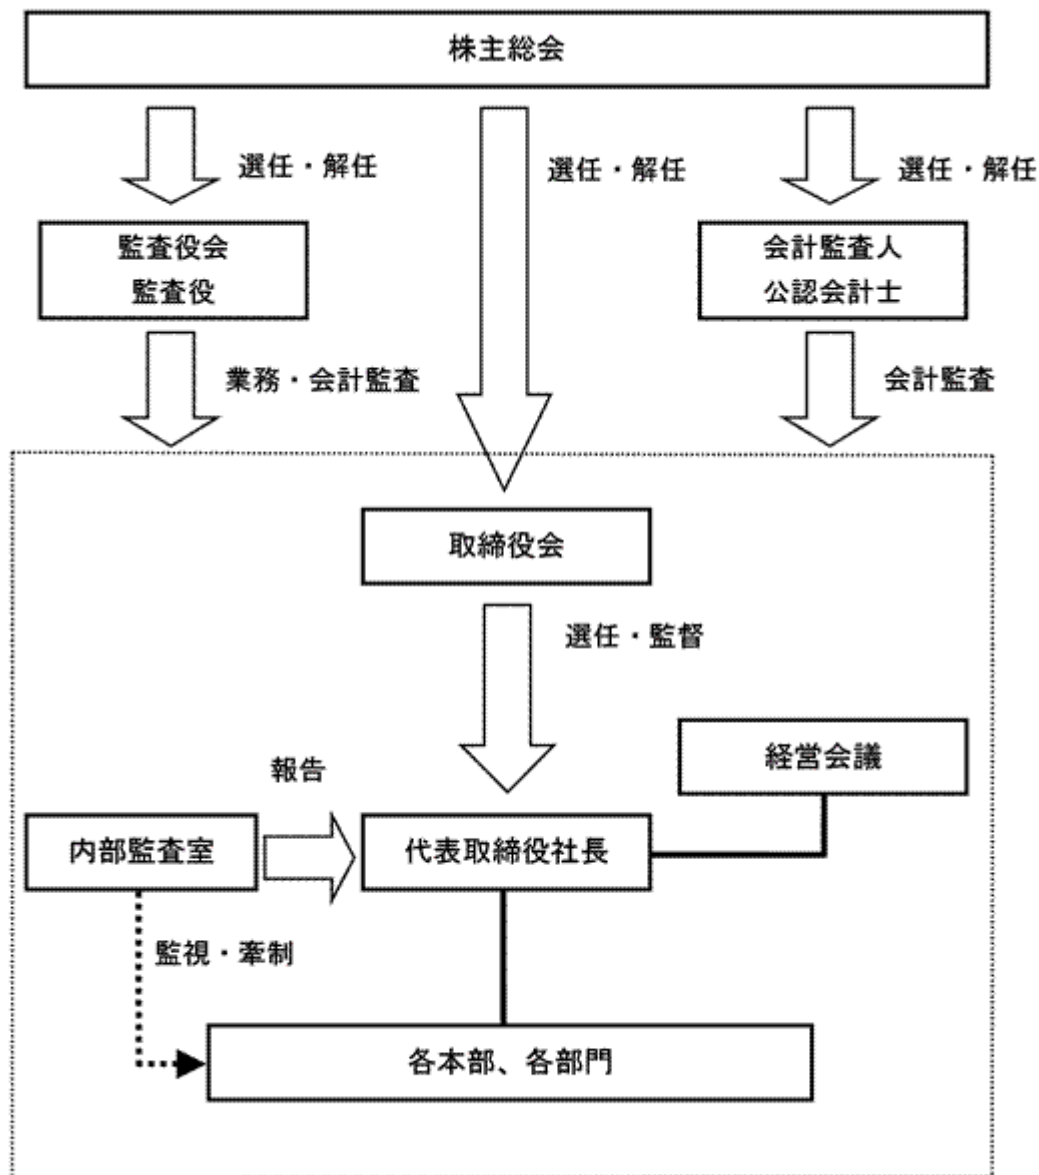 株主総会
選任・解任
選任・解任
選任・解任
監査役会
監査役
会計監査人
公認会計士
業務・会計監査
会計監査
取締役会
選任・監督
経営会議
報告
内部監査室
代表取締役社長
監視・牽制
各本部、各部門